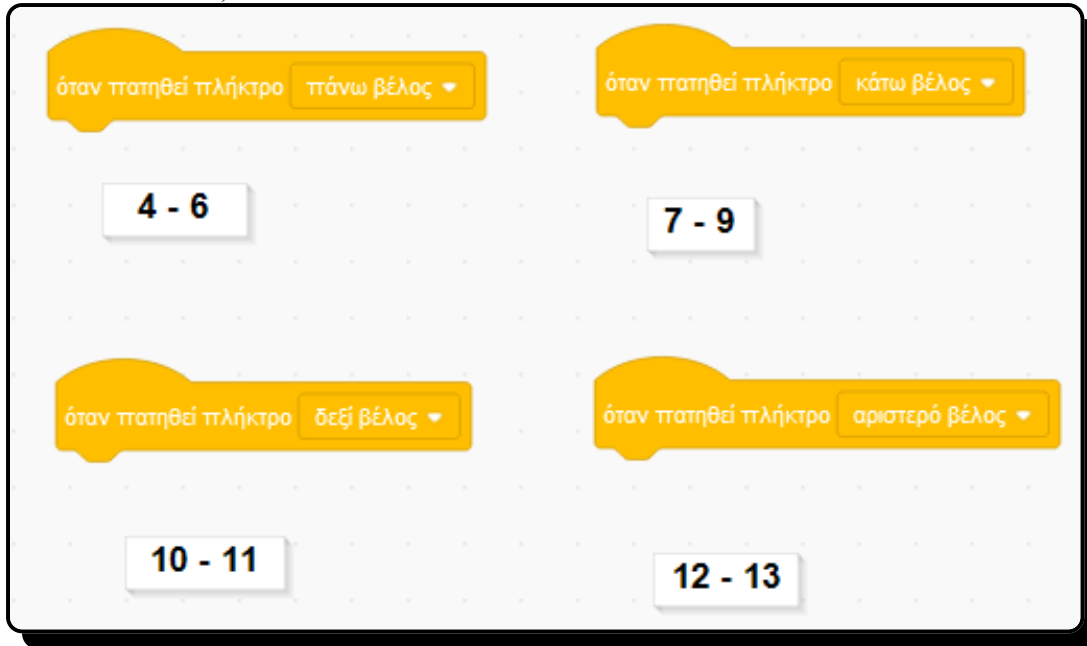 όταν πατηθεί πλήκτρο πάνω βέλος
όταν πατηθεί πλήκτρο κάτω βέλος
4 - 6
7 - 9
όταν πατηθεί πλήκτρο δεξί βέλος
όταν πατηθεί πλήκτρο αριστερό βέλος
10 - 11
12 - 13